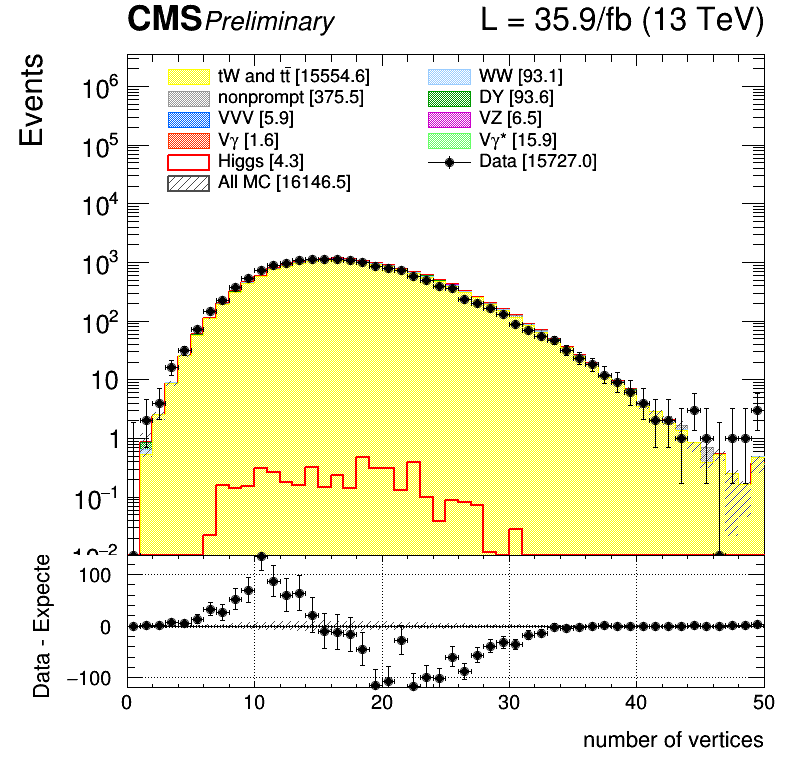 CMS Preliminary L = 35.9/fb (13 TeV)
Events
tW and tt̄ [15554.6] WW [93.1]
nonprompt [375.5] DY [93.6]
VVV [5.9] VZ [6.5]
Vγ [1.6] Vγ* [15.9]
Higgs [4.3] Data [15727.0]
All MC [16146.5]
10⁶
10⁵
10⁴
10³
10²
10
1
10⁻¹
10⁻²
Data - Expecte
100
0
−100
0 10 20 30 40 50
number of vertices